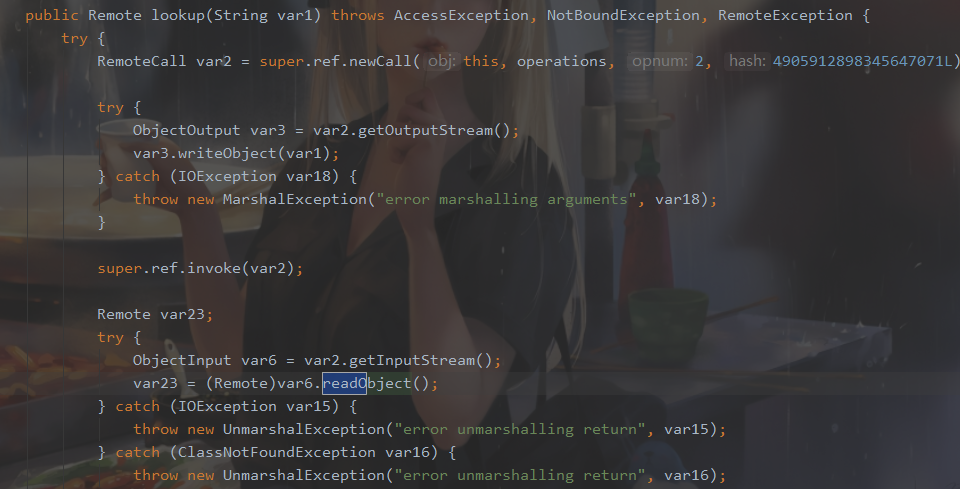 public Remote lookup(String var1) throws AccessException, NotBoundException, RemoteException {
try {
RemoteCall var2 = super.ref.newCall( obj: this, operations, opnum: 2, hash: 4905912898345647071L)
try {
ObjectOutput var3 = var2.getOutputStream();
var3.writeObject(var1);
} catch (IOException var18) {
throw new MarshalException("error marshalling arguments", var18);
}
super.ref.invoke(var2);
Remote var23;
try {
ObjectInput var6 = var2.getInputStream();
var23 = (Remote)var6.readObject();
} catch (IOException var15) {
throw new UnmarshalException("error unmarshalling return", var15);
} catch (ClassNotFoundException var16) {
throw new UnmarshalException("error unmarshalling return", var16);